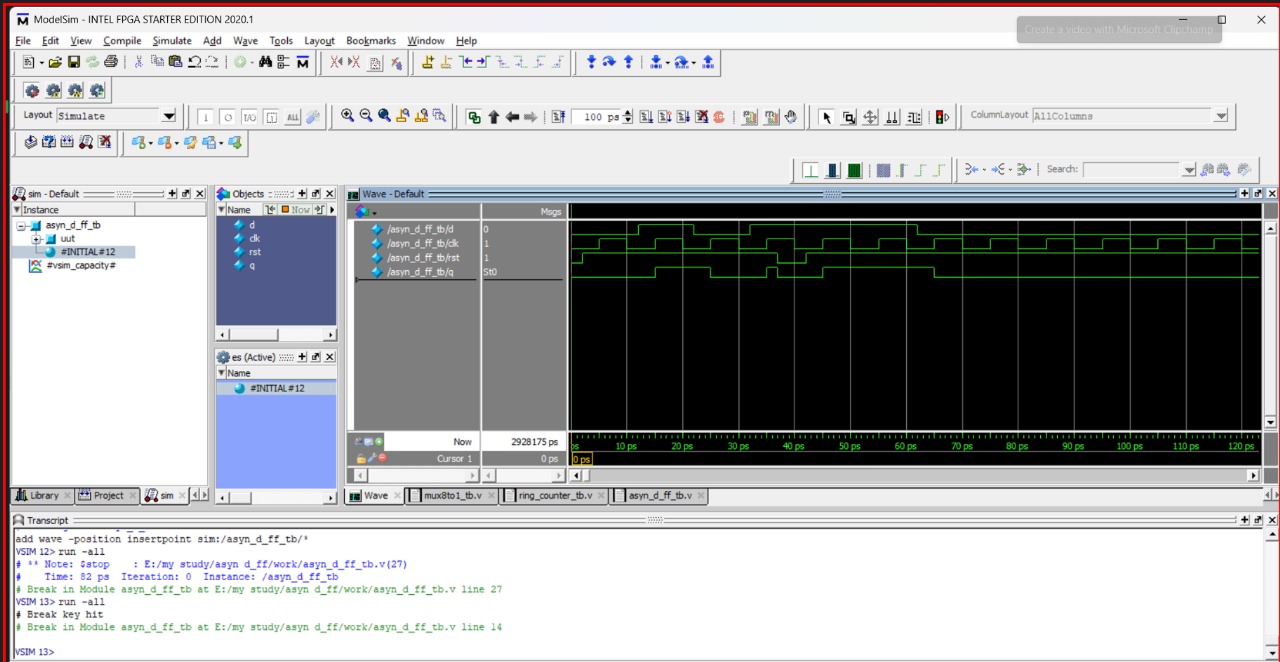 ModelSim - INTEL FPGA STARTER EDITION 2020.1
Create a video with Microsoft Clipchamp
File Edit View Compile Simulate Add Wave Tools Layout Bookmarks Window Help
Layout Simulate
ALL
100 ps
ColumnLayout AllColumns
Search:
sim - Default
Instance
asyn_d_ff_tb
uut
#INITIAL#12
#vsim_capacity#
Objects
Name
Now
d
clk
rst
q
es (Active)
Name
#INITIAL#12
Wave - Default
Msgs
/asyn_d_ff_tb/d 0
/asyn_d_ff_tb/clk 1
/asyn_d_ff_tb/rst 1
/asyn_d_ff_tb/q St0
Now 2928175 ps
Cursor 1 0 ps
ps 10 ps 20 ps 30 ps 40 ps 50 ps 60 ps 70 ps 80 ps 90 ps 100 ps 110 ps 120 ps
0 ps
Library Project sim
Wave mux8to1_tb.v ring_counter_tb.v asyn_d_ff_tb.v
Transcript
add wave -position insertpoint sim:/asyn_d_ff_tb/*
VSIM 12> run -all
# ** Note: $stop : E:/my study/asyn d_ff/work/asyn_d_ff_tb.v(27)
# Time: 82 ps Iteration: 0 Instance: /asyn_d_ff_tb
# Break in Module asyn_d_ff_tb at E:/my study/asyn d_ff/work/asyn_d_ff_tb.v line 27
VSIM 13> run -all
# Break key hit
# Break in Module asyn_d_ff_tb at E:/my study/asyn d_ff/work/asyn_d_ff_tb.v line 14
VSIM 13>